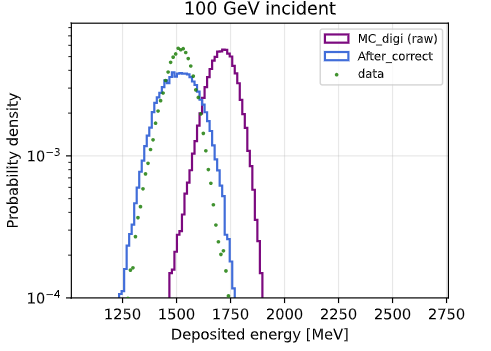 100 GeV incident
MC_digi (raw)
After_correct
data
Probability density
10⁻³
10⁻⁴
1250 1500 1750 2000 2250 2500 2750
Deposited energy [MeV]